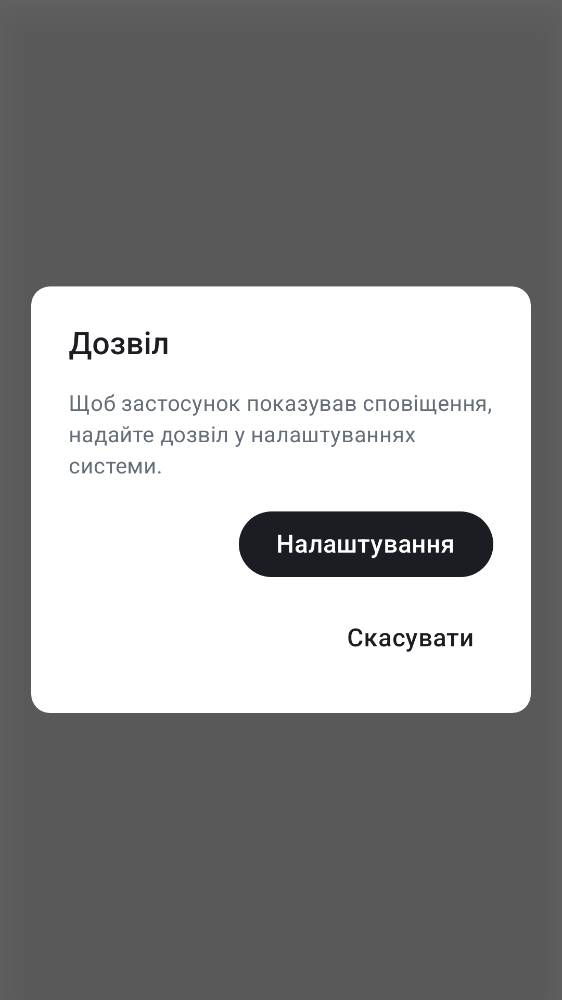 Дозвіл
Щоб застосунок показував сповіщення,
надайте дозвіл у налаштуваннях
системи.
Налаштування
Скасувати